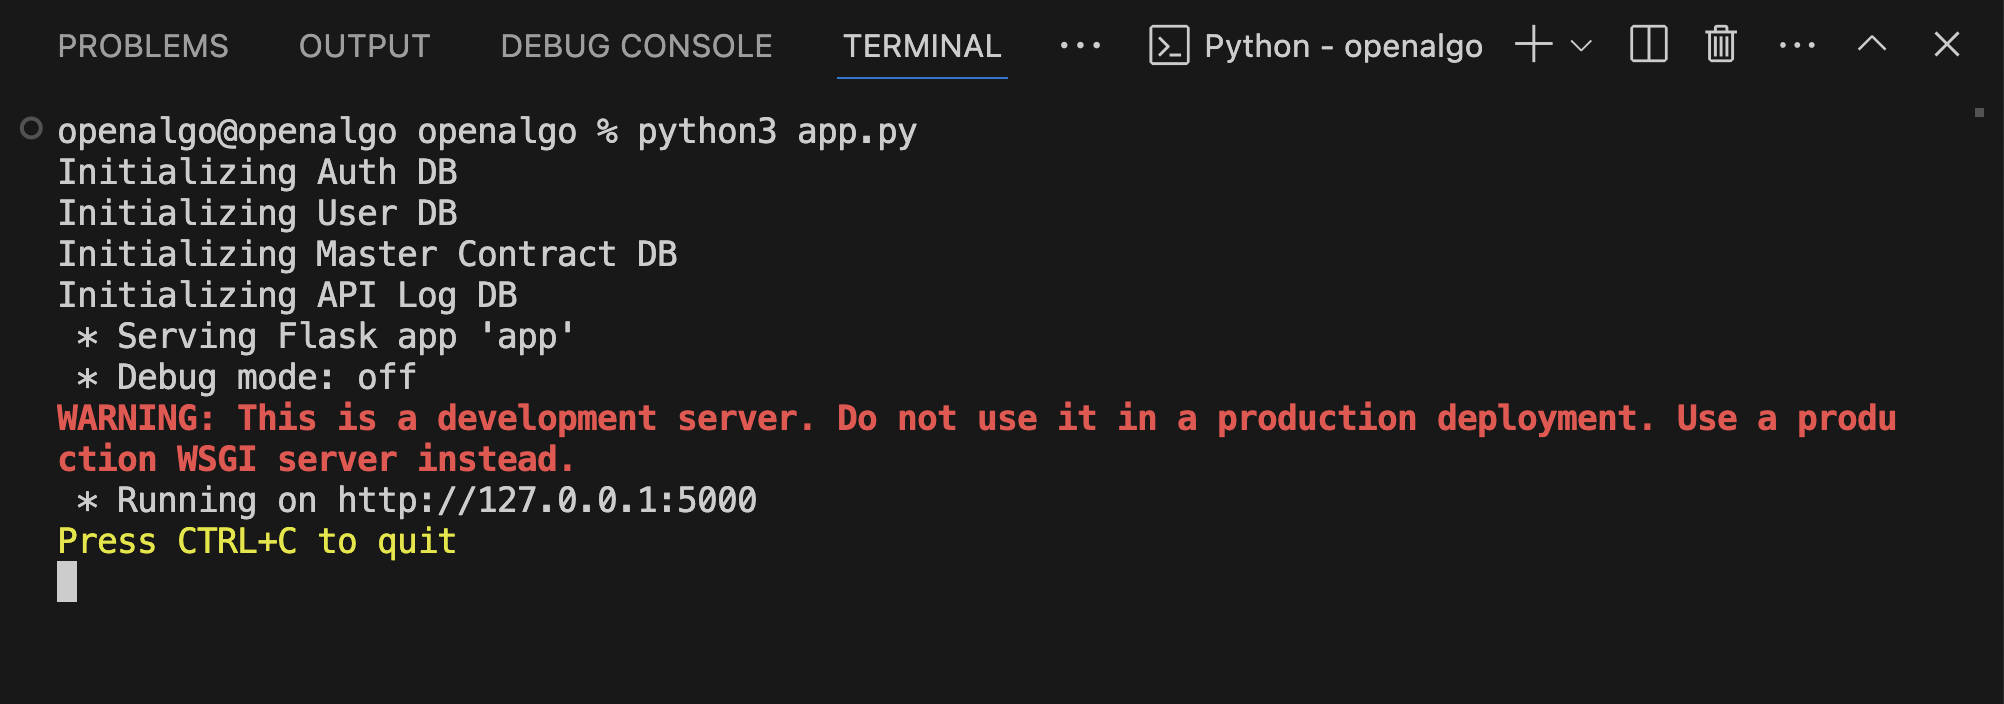 PROBLEMS OUTPUT DEBUG CONSOLE TERMINAL ... Python - openalgo
openalgo@openalgo openalgo % python3 app.py
Initializing Auth DB
Initializing User DB
Initializing Master Contract DB
Initializing API Log DB
 * Serving Flask app 'app'
 * Debug mode: off
WARNING: This is a development server. Do not use it in a production deployment. Use a produ
ction WSGI server instead.
 * Running on http://127.0.0.1:5000
Press CTRL+C to quit